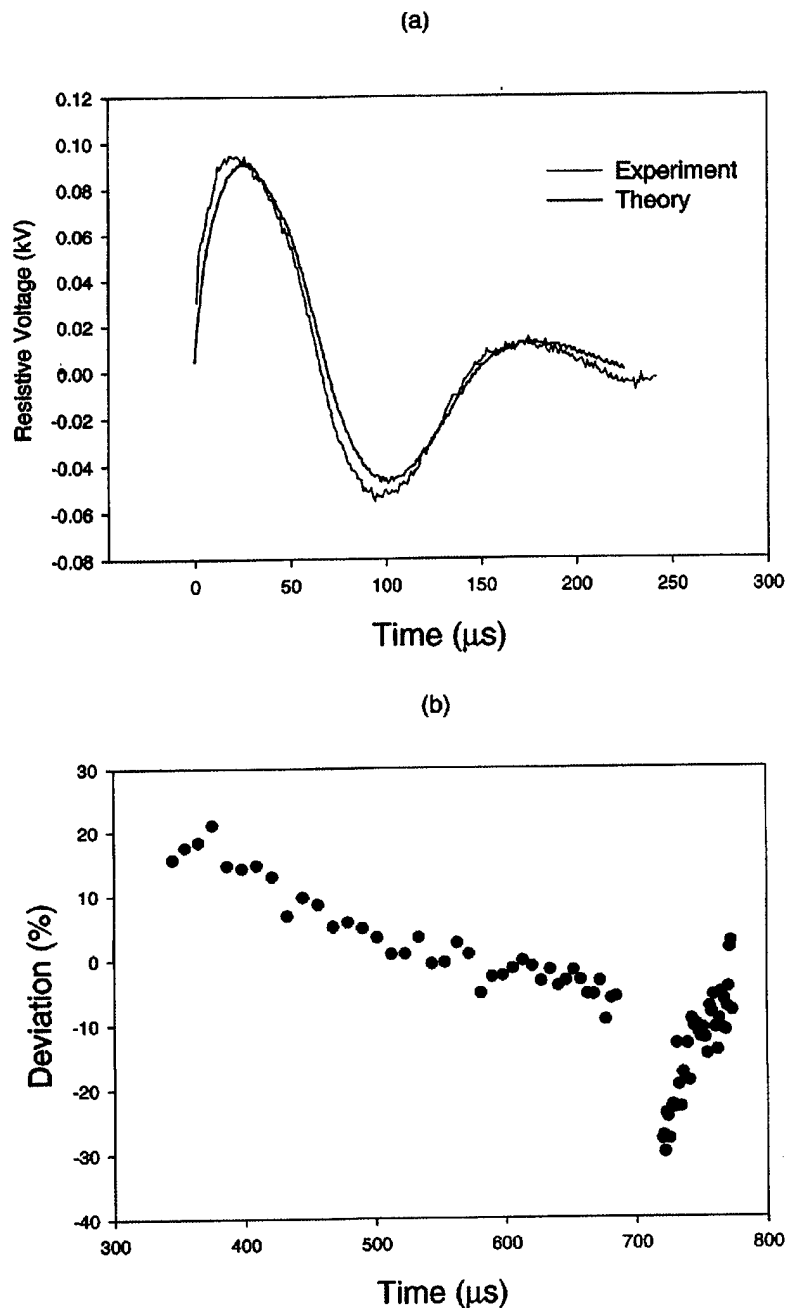 (a)
Resistive Voltage (kV)
0.12
0.10
0.08
0.06
0.04
0.02
0.00
-0.02
-0.04
-0.06
-0.08
Experiment
Theory
0 50 100 150 200 250 300
Time (μs)
(b)
Deviation (%)
30
20
10
0
-10
-20
-30
-40
300 400 500 600 700 800
Time (μs)